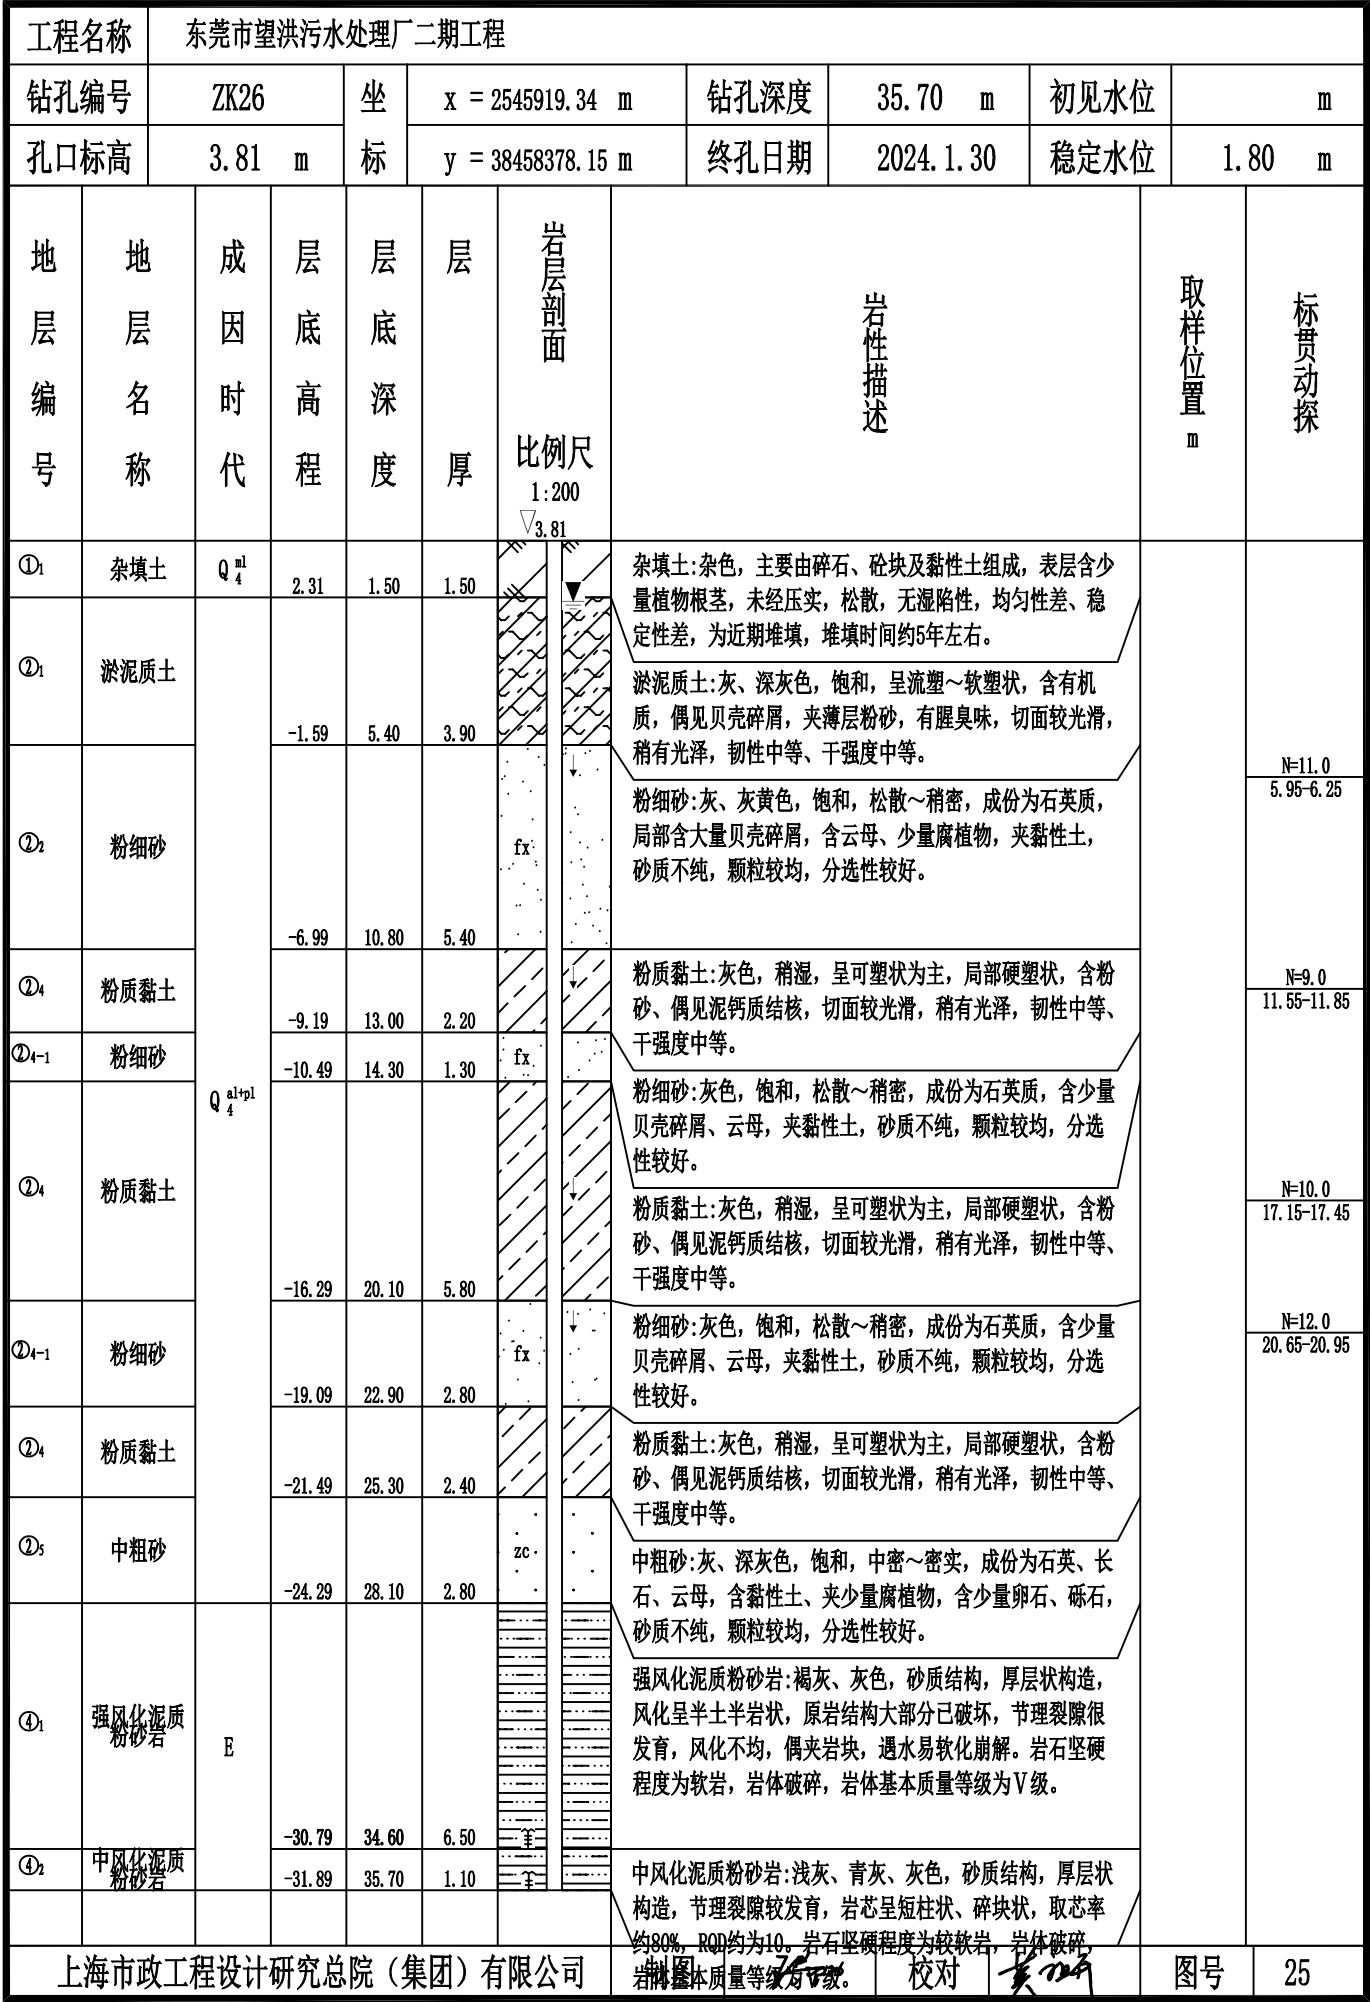 工程名称 东莞市望洪污水处理厂二期工程
钻孔编号 ZK26 坐标 x = 2545919.34 m 钻孔深度 35.70 m 初见水位 m
孔口标高 3.81 m y = 38458378.15 m 终孔日期 2024.1.30 稳定水位 1.80 m
地层编号 地层名称 成因时代 层底高程 层底深度 层厚 岩层剖面 比例尺 1:200 岩性描述 取样位置 m 标贯动探
3.81
①1 杂填土 Q4ml 2.31 1.50 1.50
杂填土:杂色，主要由碎石、砼块及黏性土组成，表层含少
量植物根茎，未经压实，松散，无湿陷性，均匀性差、稳
定性差，为近期堆填，堆填时间约5年左右。
②1 淤泥质土 -1.59 5.40 3.90
淤泥质土:灰、深灰色，饱和，呈流塑～软塑状，含有机
质，偶见贝壳碎屑，夹薄层粉砂，有腥臭味，切面较光滑，
稍有光泽，韧性中等、干强度中等。
②2 粉细砂 -6.99 10.80 5.40 fx
粉细砂:灰、灰黄色，饱和，松散～稍密，成份为石英质，
局部含大量贝壳碎屑，含云母、少量腐植物，夹黏性土，
砂质不纯，颗粒较均，分选性较好。
N=11.0
5.95-6.25
②4 粉质黏土 -9.19 13.00 2.20
粉质黏土:灰色，稍湿，呈可塑状为主，局部硬塑状，含粉
砂、偶见泥钙质结核，切面较光滑，稍有光泽，韧性中等、
干强度中等。
N=9.0
11.55-11.85
②4-1 粉细砂 -10.49 14.30 1.30 fx
Q4al+pl
粉细砂:灰色，饱和，松散～稍密，成份为石英质，含少量
贝壳碎屑、云母，夹黏性土，砂质不纯，颗粒较均，分选
性较好。
②4 粉质黏土 -16.29 20.10 5.80
粉质黏土:灰色，稍湿，呈可塑状为主，局部硬塑状，含粉
砂、偶见泥钙质结核，切面较光滑，稍有光泽，韧性中等、
干强度中等。
N=10.0
17.15-17.45
②4-1 粉细砂 -19.09 22.90 2.80 fx
粉细砂:灰色，饱和，松散～稍密，成份为石英质，含少量
贝壳碎屑、云母，夹黏性土，砂质不纯，颗粒较均，分选
性较好。
N=12.0
20.65-20.95
②4 粉质黏土 -21.49 25.30 2.40
粉质黏土:灰色，稍湿，呈可塑状为主，局部硬塑状，含粉
砂、偶见泥钙质结核，切面较光滑，稍有光泽，韧性中等、
干强度中等。
②5 中粗砂 -24.29 28.10 2.80 zc
中粗砂:灰、深灰色，饱和，中密～密实，成份为石英、长
石、云母，含黏性土、夹少量腐植物，含少量卵石、砾石，
砂质不纯，颗粒较均，分选性较好。
④1 强风化泥质粉砂岩 E -30.79 34.60 6.50
强风化泥质粉砂岩:褐灰、灰色，砂质结构，厚层状构造，
风化呈半土半岩状，原岩结构大部分已破坏，节理裂隙很
发育，风化不均，偶夹岩块，遇水易软化崩解。岩石坚硬
程度为软岩，岩体破碎，岩体基本质量等级为Ⅴ级。
④2 中风化泥质粉砂岩 -31.89 35.70 1.10
中风化泥质粉砂岩:浅灰、青灰、灰色，砂质结构，厚层状
构造，节理裂隙较发育，岩芯呈短柱状、碎块状，取芯率
约80%，RQD约为10。岩石坚硬程度为较软岩，岩体破碎，
岩体基本质量等级为 级。
上海市政工程设计研究总院（集团）有限公司 制图 校对 图号 25